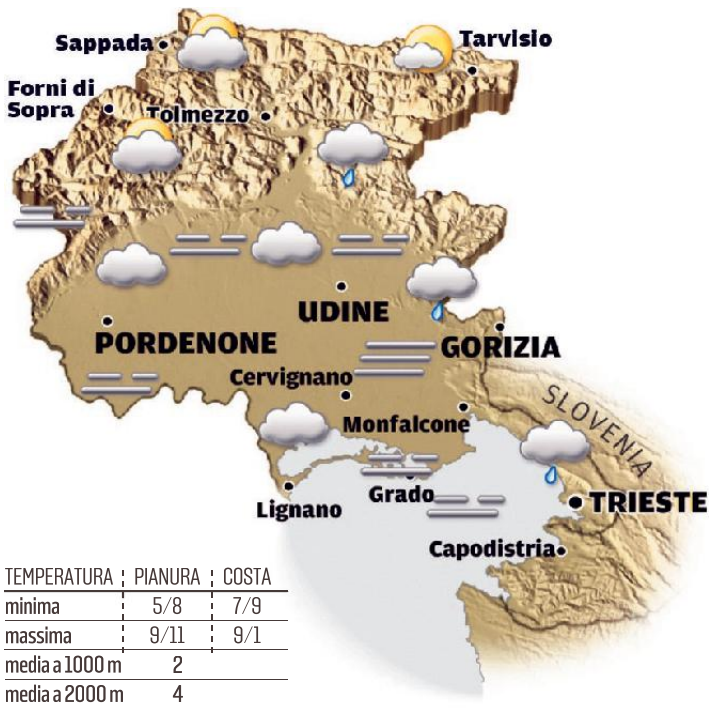 Sappada
Tarvisio
Forni di
Sopra
Tolmezzo
UDINE
PORDENONE
GORIZIA
Cervignano
SLOVENIA
Monfalcone
Lignano
Grado
TRIESTE
Capodistria
TEMPERATURA PIANURA COSTA
minima 5/8 7/9
massima 9/11 9/1
media a 1000 m 2
media a 2000 m 4